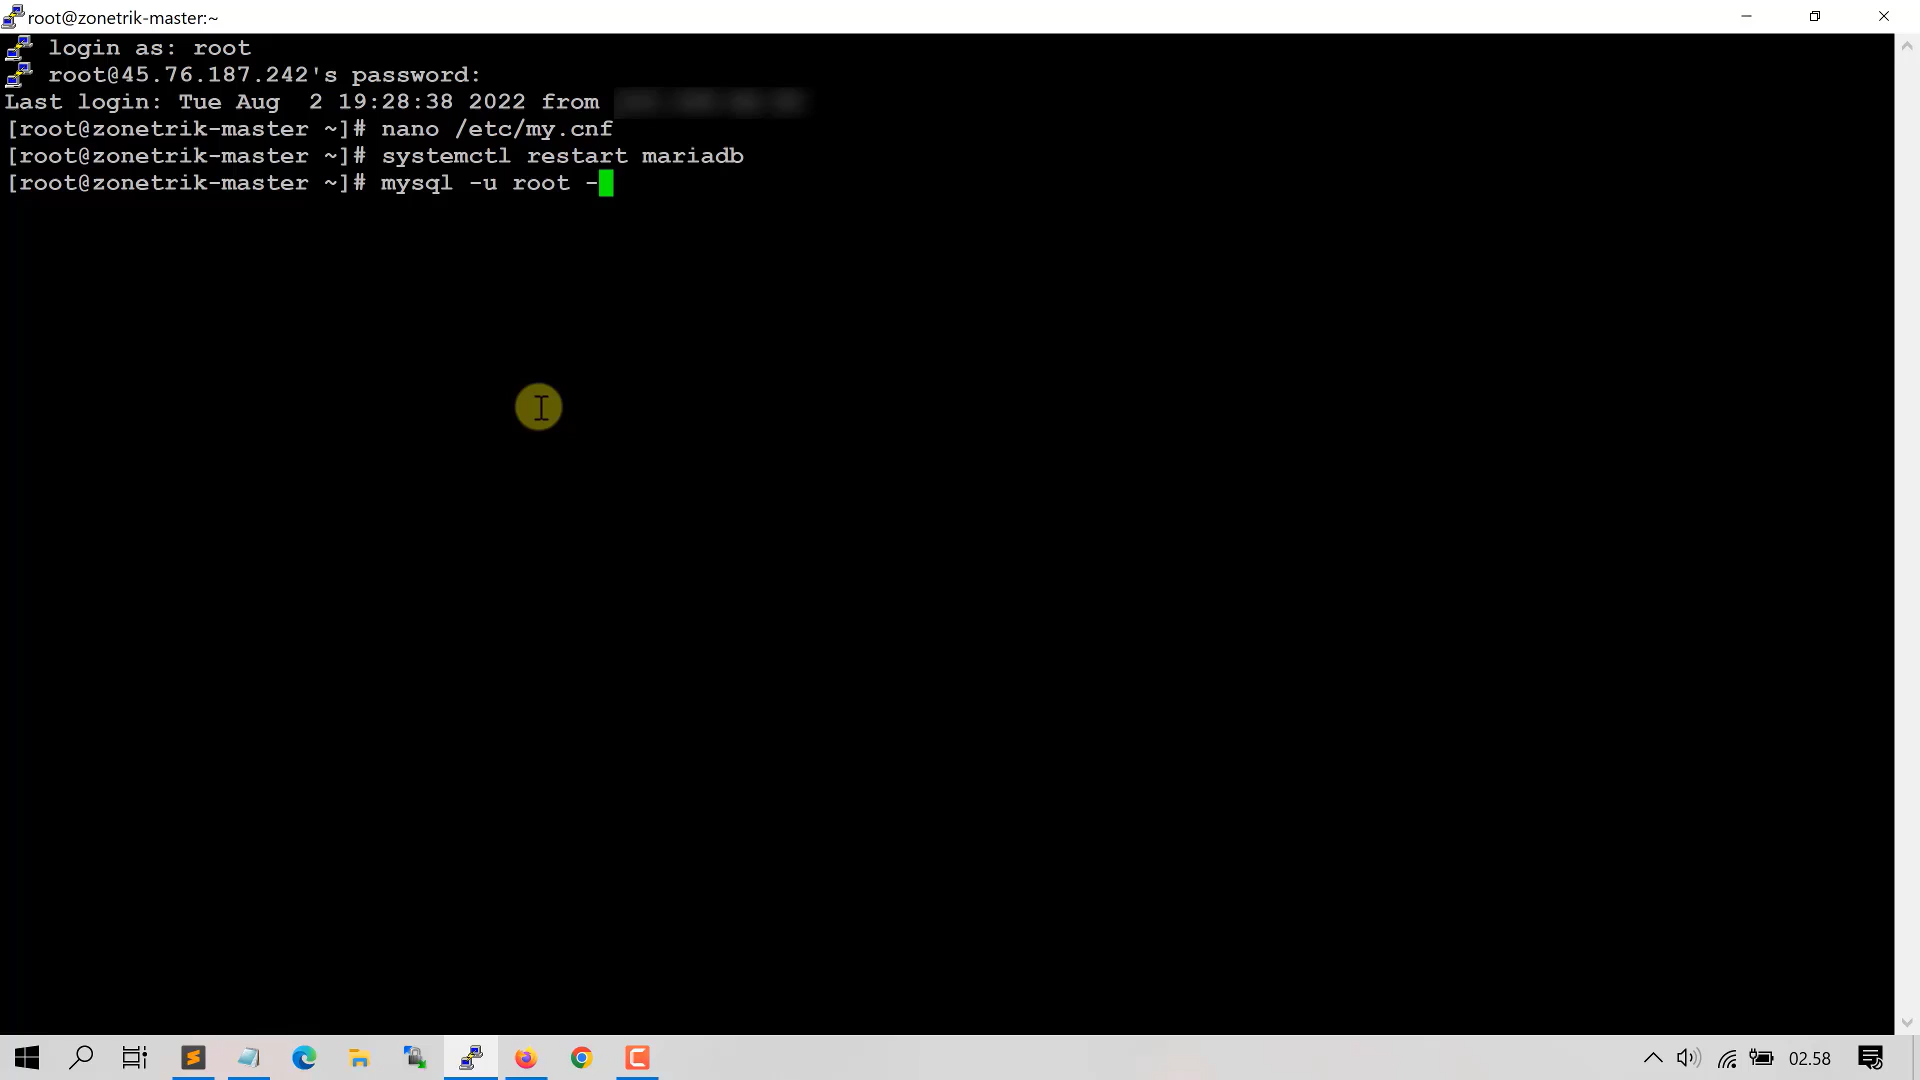 root@zonetrik-master:~
login as: root
root@45.76.187.242's password:
Last login: Tue Aug  2 19:28:38 2022 from
[root@zonetrik-master ~]# nano /etc/my.cnf
[root@zonetrik-master ~]# systemctl restart mariadb
[root@zonetrik-master ~]# mysql -u root -
02.58